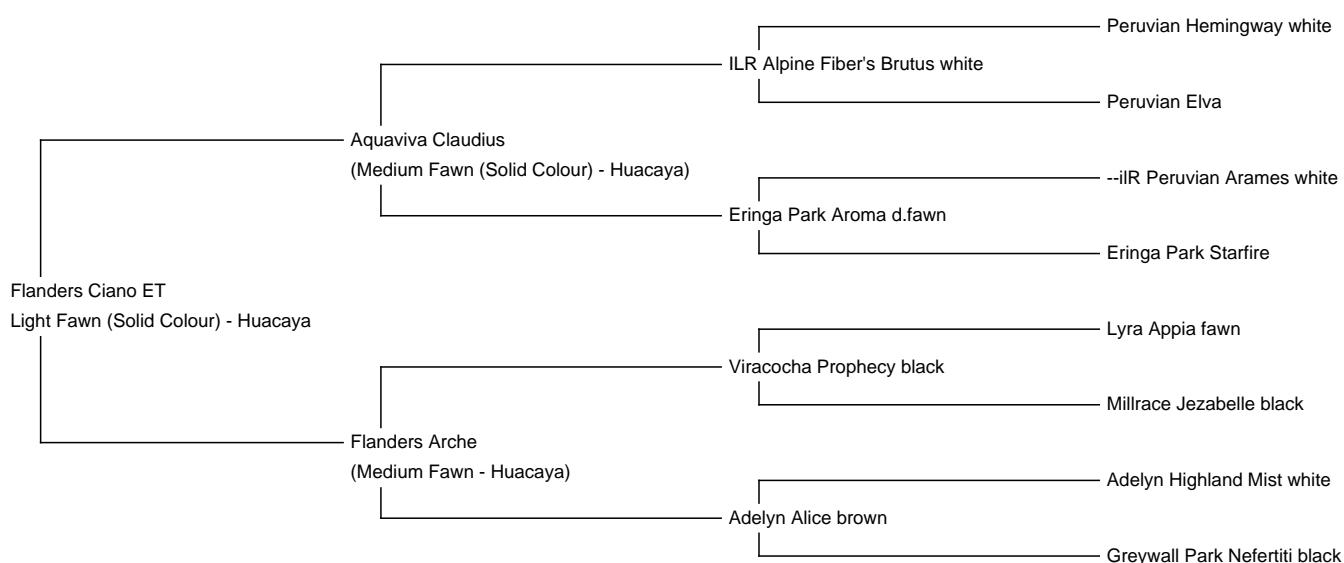 Peruvian Hemingway white
ILR Alpine Fiber's Brutus white
Peruvian Elva
Aquaviva Claudius
(Medium Fawn (Solid Colour) - Huacaya)
--ilR Peruvian Arames white
Eringa Park Aroma d.fawn
Eringa Park Starfire
Flanders Ciano ET
Light Fawn (Solid Colour) - Huacaya
Lyra Appia fawn
Viracocha Prophecy black
Millrace Jezabelle black
Flanders Arche
(Medium Fawn - Huacaya)
Adelyn Highland Mist white
Adelyn Alice brown
Greywall Park Nefertiti black